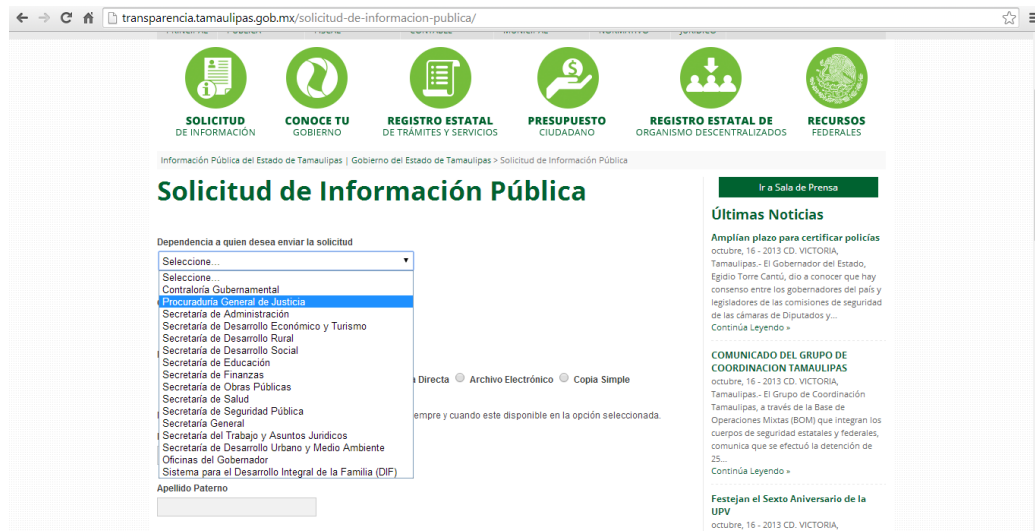 transparencia.tamaulipas.gob.mx/solicitud-de-informacion-publica/
SOLICITUD
DE INFORMACIÓN
CONOCE TU
GOBIERNO
REGISTRO ESTATAL
DE TRÁMITES Y SERVICIOS
PRESUPUESTO
CIUDADANO
REGISTRO ESTATAL DE
ORGANISMO DESCENTRALIZADOS
RECURSOS
FEDERALES
Información Pública del Estado de Tamaulipas | Gobierno del Estado de Tamaulipas > Solicitud de Información Pública
Solicitud de Información Pública
Dependencia a quien desea enviar la solicitud
Seleccione...
Seleccione...
Contraloría Gubernamental
Procuraduría General de Justicia
Secretaría de Administración
Secretaría de Desarrollo Económico y Turismo
Secretaría de Desarrollo Rural
Secretaría de Desarrollo Social
Secretaría de Educación
Secretaría de Finanzas
Secretaría de Obras Públicas
Secretaría de Salud
Secretaría de Seguridad Pública
Secretaría General
Secretaría del Trabajo y Asuntos Juridicos
Secretaría de Desarrollo Urbano y Medio Ambiente
Oficinas del Gobernador
Sistema para el Desarrollo Integral de la Familia (DIF)
Directa Archivo Electrónico Copia Simple
y cuando este disponible en la opción seleccionada.
Apellido Paterno
Ir a Sala de Prensa
Últimas Noticias
Amplían plazo para certificar policías
octubre, 16 - 2013 CD. VICTORIA,
Tamaulipas.- El Gobernador del Estado,
Egidio Torre Cantú, dio a conocer que hay
consenso entre los gobernadores del país y
legisladores de las comisiones de seguridad
de las cámaras de Diputados y...
Continúa Leyendo »
COMUNICADO DEL GRUPO DE
COORDINACION TAMAULIPAS
octubre, 16 - 2013 CD. VICTORIA,
Tamaulipas.- El Grupo de Coordinación
Tamaulipas, a través de la Base de
Operaciones Mixtas (BOM) que integran los
cuerpos de seguridad estatales y federales,
comunica que se efectuó la detención de
25...
Continúa Leyendo »
Festejan el Sexto Aniversario de la
UPV
octubre, 16 - 2013 CD. VICTORIA,